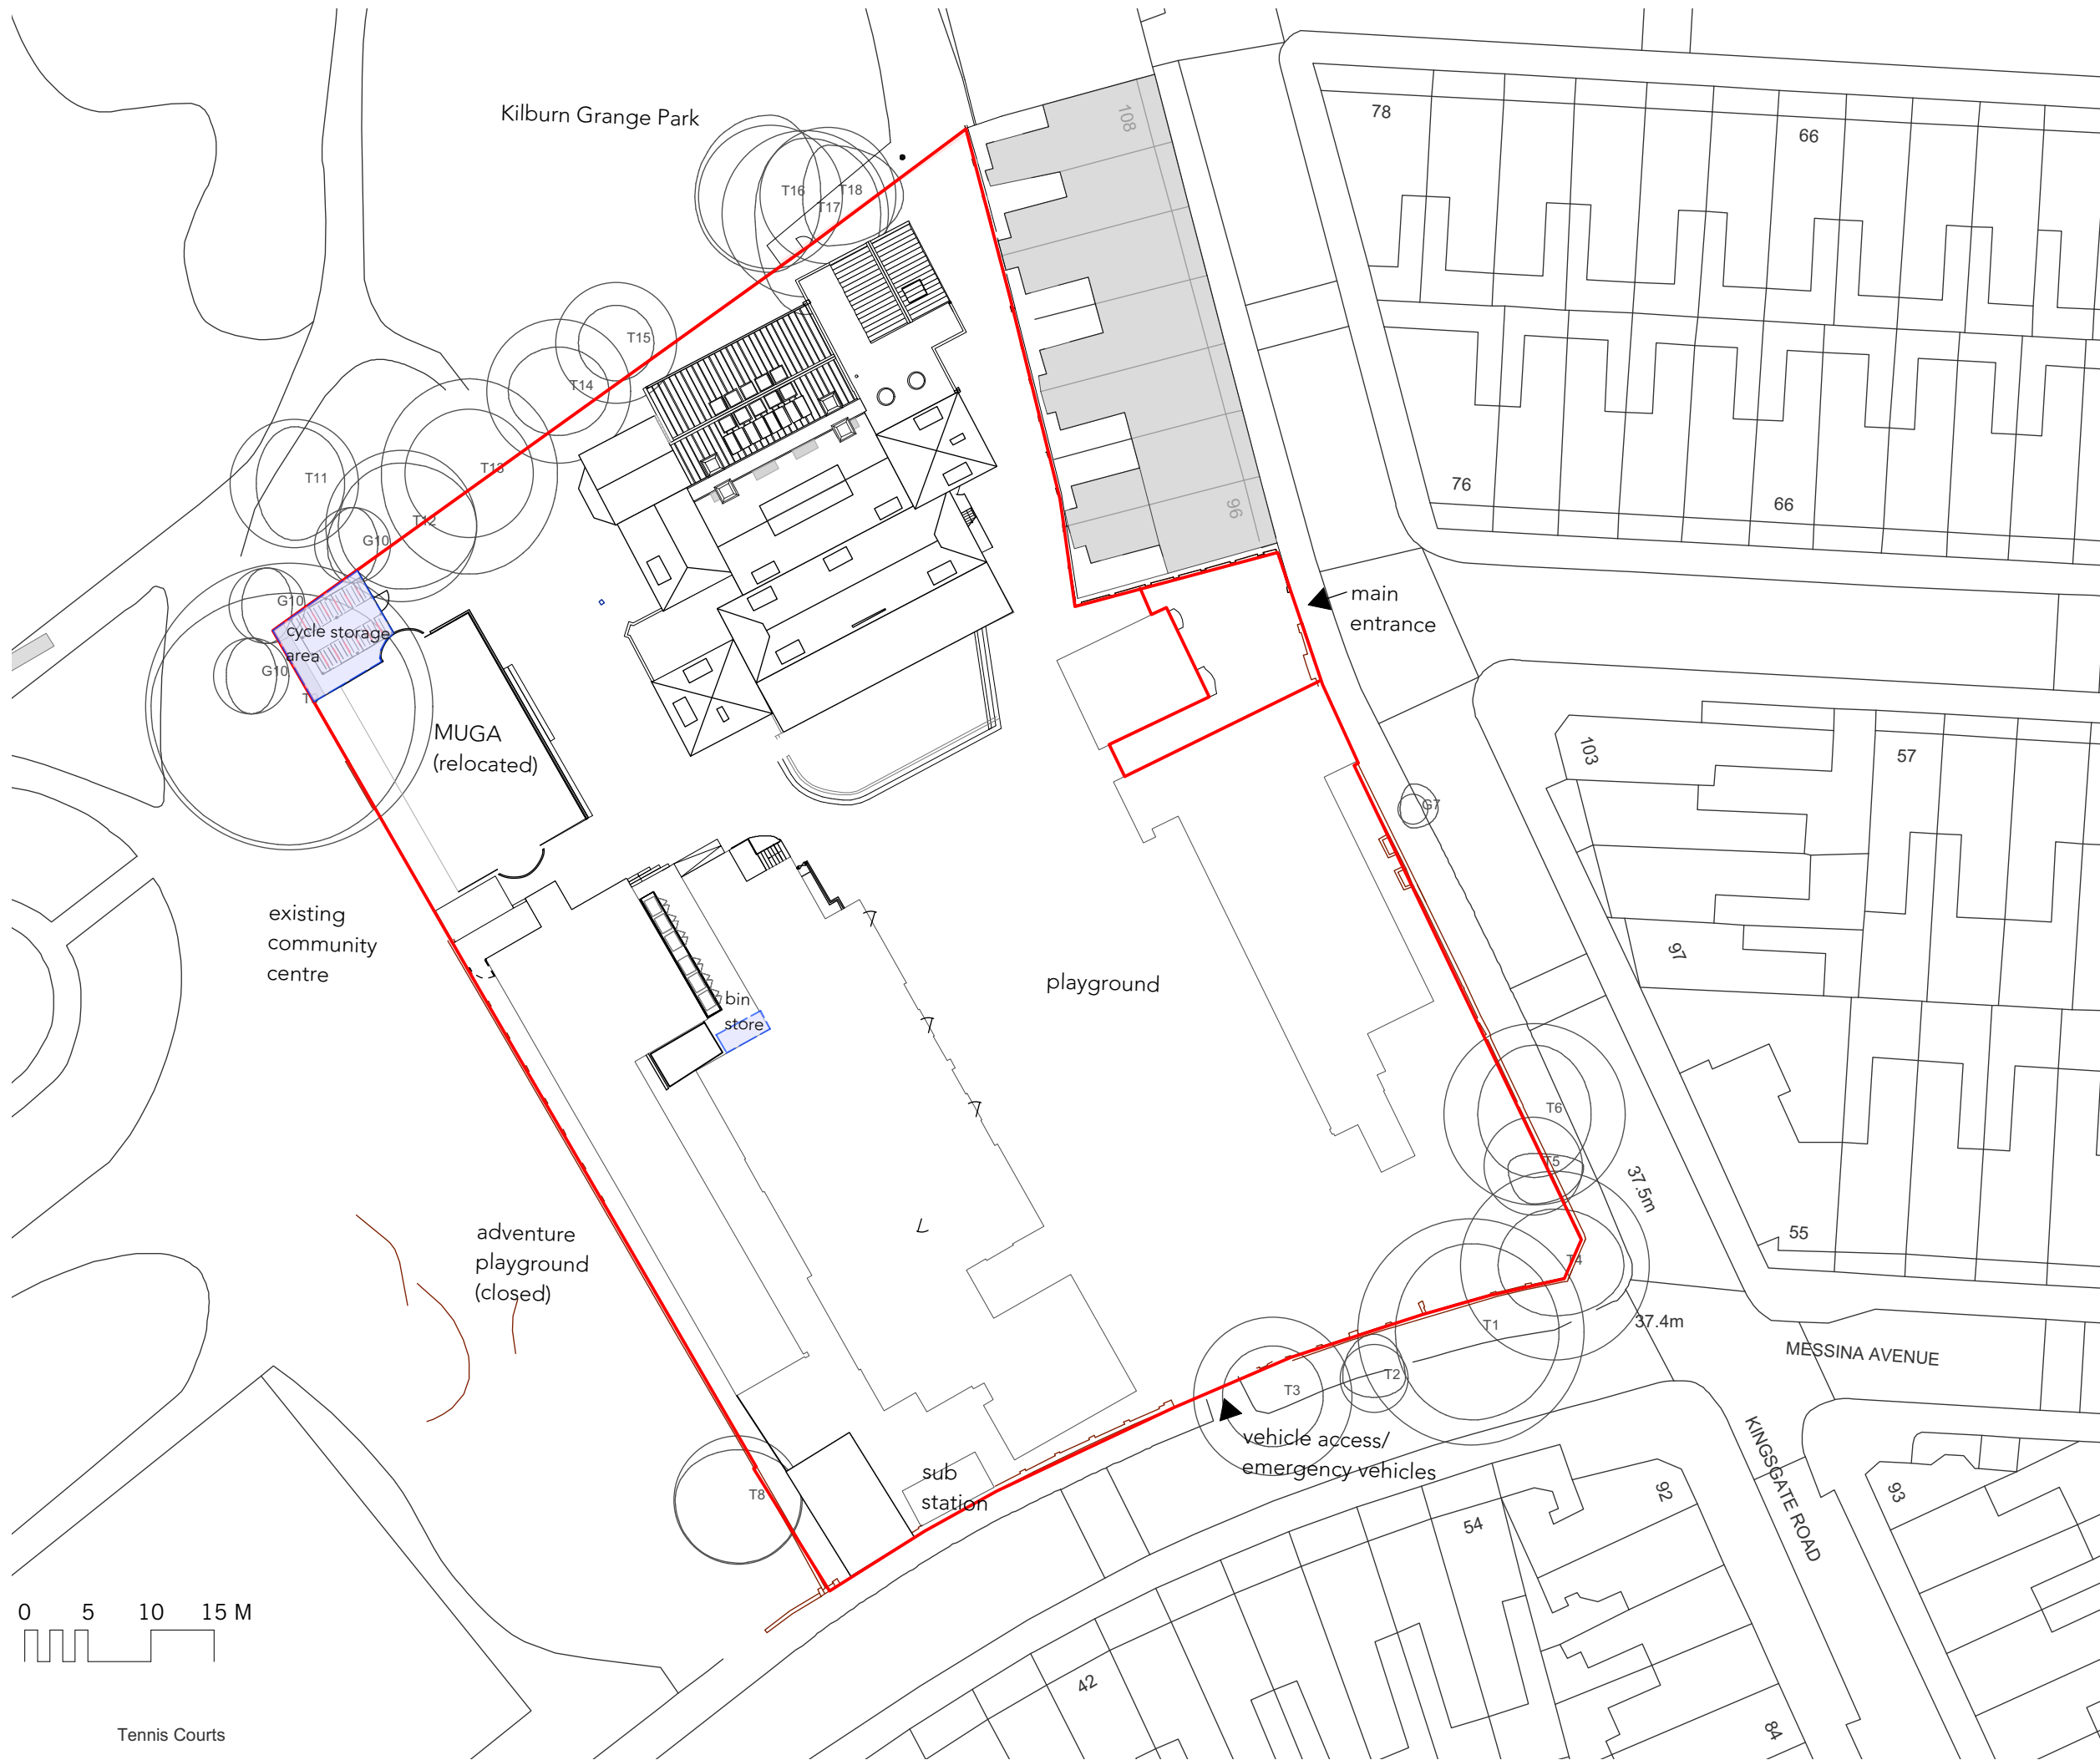 Kilburn Grange Park
108
78
66
T16
T18
T17
T15
T14
T13
T11
T12
G10
76
66
96
G10
cycle storage
area
G10
main
entrance
MUGA
(relocated)
103
57
G7
existing
community
centre
97
playground
bin
store
T6
T5
37.5m
adventure
playground
(closed)
55
T4
T1
37.4m
MESSINA AVENUE
T2
T3
vehicle access/
emergency vehicles
KINGSGATE ROAD
sub
station
T8
92
93
54
42
84
0 5 10 15 M
Tennis Courts